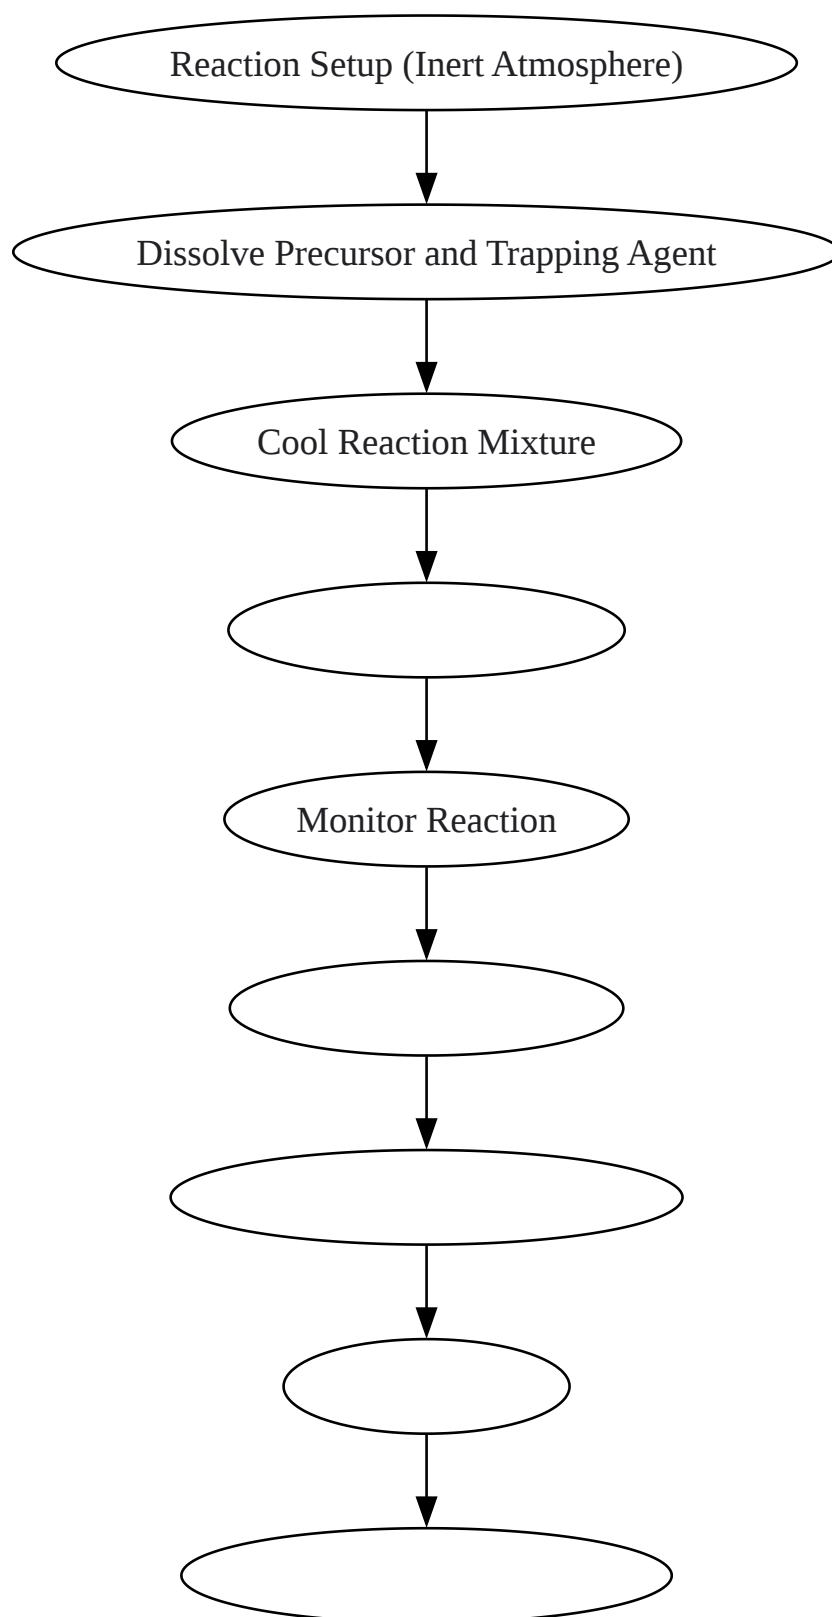 Reaction Setup (Inert Atmosphere)
Dissolve Precursor and Trapping Agent
Cool Reaction Mixture
Monitor Reaction